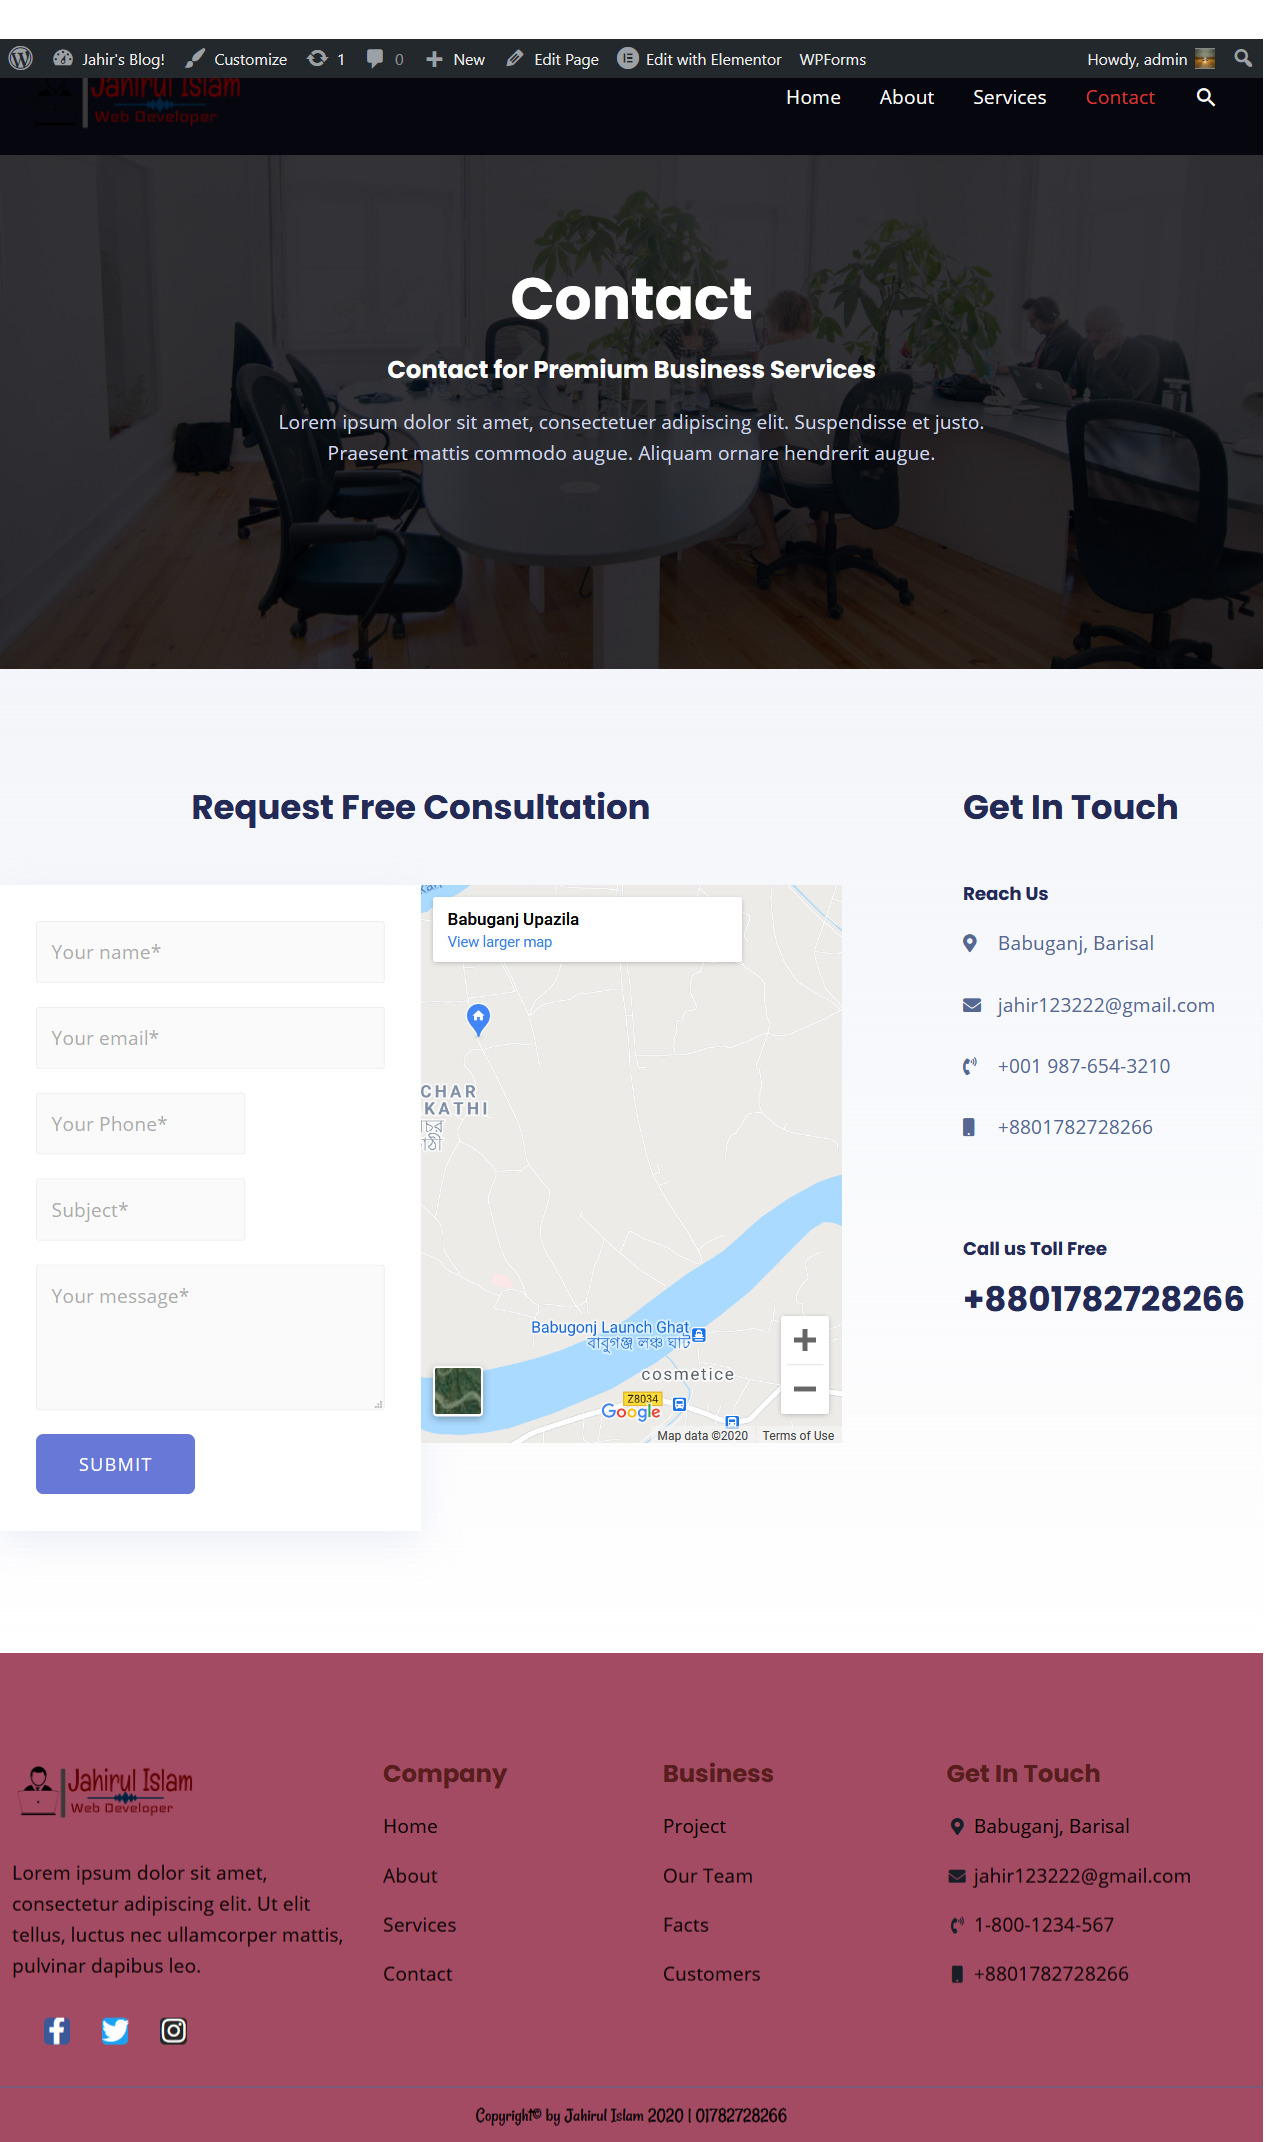 Jahir's Blog!
Customize
1
0
New
Edit Page
Edit with Elementor
WPForms
Howdy, admin
Jahirul Islam
Web Developer
Home
About
Services
Contact
Contact
Contact for Premium Business Services
Lorem ipsum dolor sit amet, consectetuer adipiscing elit. Suspendisse et justo.
Praesent mattis commodo augue. Aliquam ornare hendrerit augue.
Request Free Consultation
Your name*
Your email*
Your Phone*
Subject*
Your message*
SUBMIT
Babuganj Upazila
View larger map
CHAR
KATHI
Babugonj Launch Ghat
বাবুগঞ্জ লঞ্চ ঘাট
cosmetice
Z8034
Google
Map data ©2020
Terms of Use
Get In Touch
Reach Us
Babuganj, Barisal
jahir123222@gmail.com
+001 987-654-3210
+8801782728266
Call us Toll Free
+8801782728266
Jahirul Islam
Web Developer
Lorem ipsum dolor sit amet,
consectetur adipiscing elit. Ut elit
tellus, luctus nec ullamcorper mattis,
pulvinar dapibus leo.
Company
Home
About
Services
Contact
Business
Project
Our Team
Facts
Customers
Get In Touch
Babuganj, Barisal
jahir123222@gmail.com
1-800-1234-567
+8801782728266
Copyright© by Jahirul Islam 2020 | 01782728266